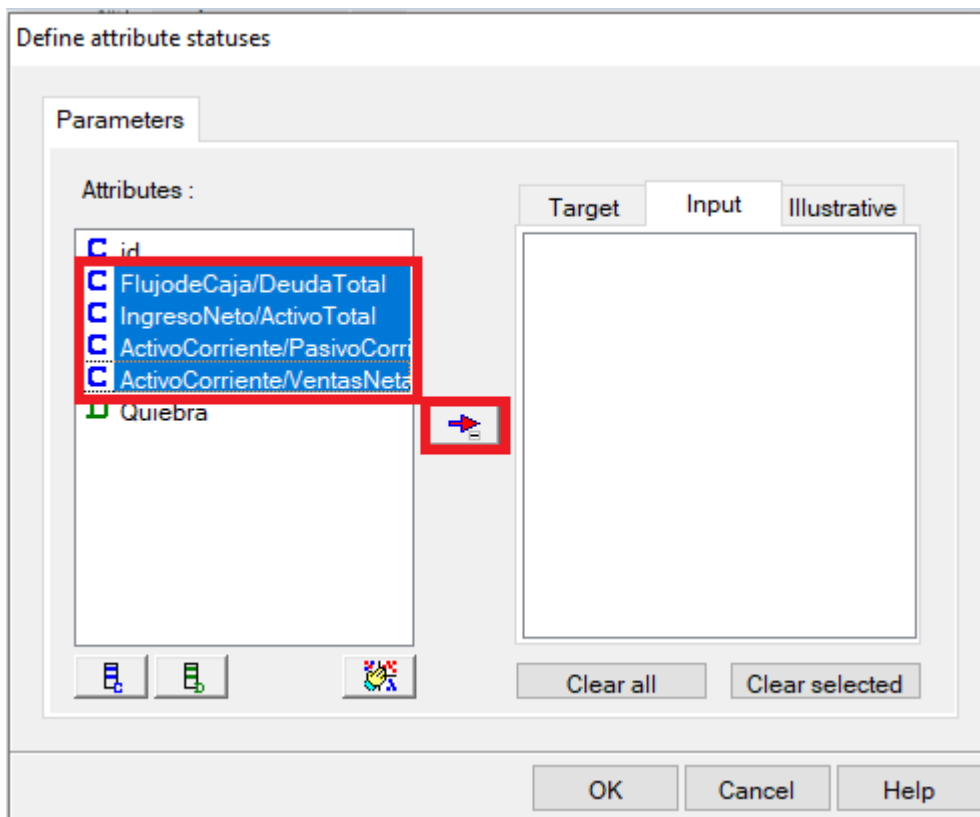 Define attribute statuses
Parameters
Attributes :
C id
C FlujodeCaja/DeudaTotal
C IngresoNeto/ActivoTotal
C ActivoCorriente/PasivoCorri
C ActivoCorriente/VentasNeta
D Quiebra
Target Input Illustrative
Clear all Clear selected
OK Cancel Help